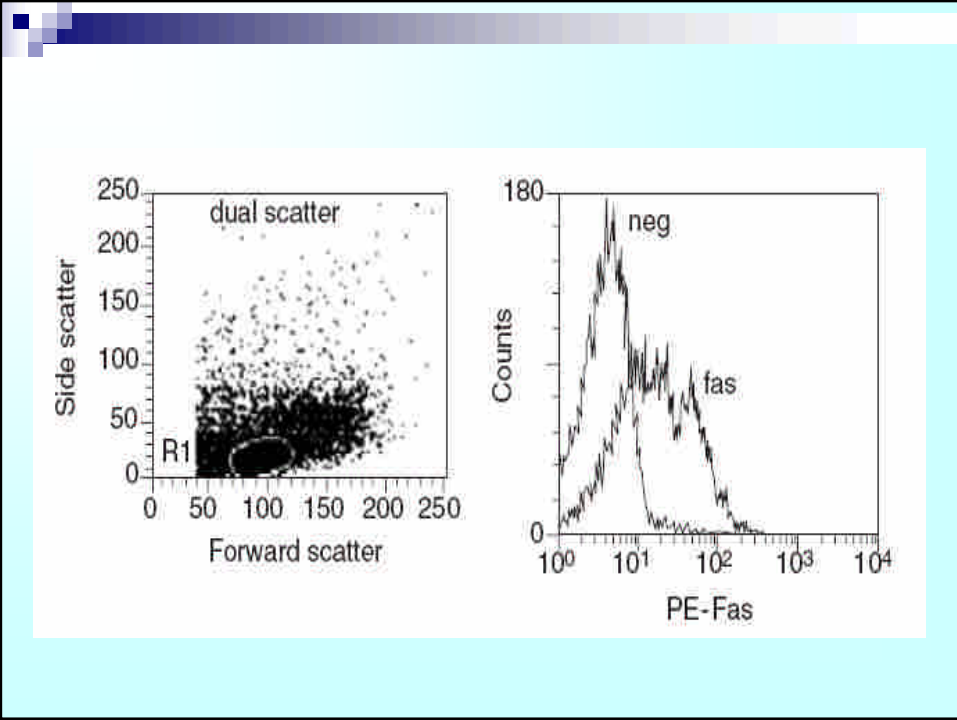 dual scatter
250
200
150
100
50
0
Side scatter
R1
0 50 100 150 200 250
Forward scatter
180
0
Counts
neg
fas
10⁰ 10¹ 10² 10³ 10⁴
PE-Fas